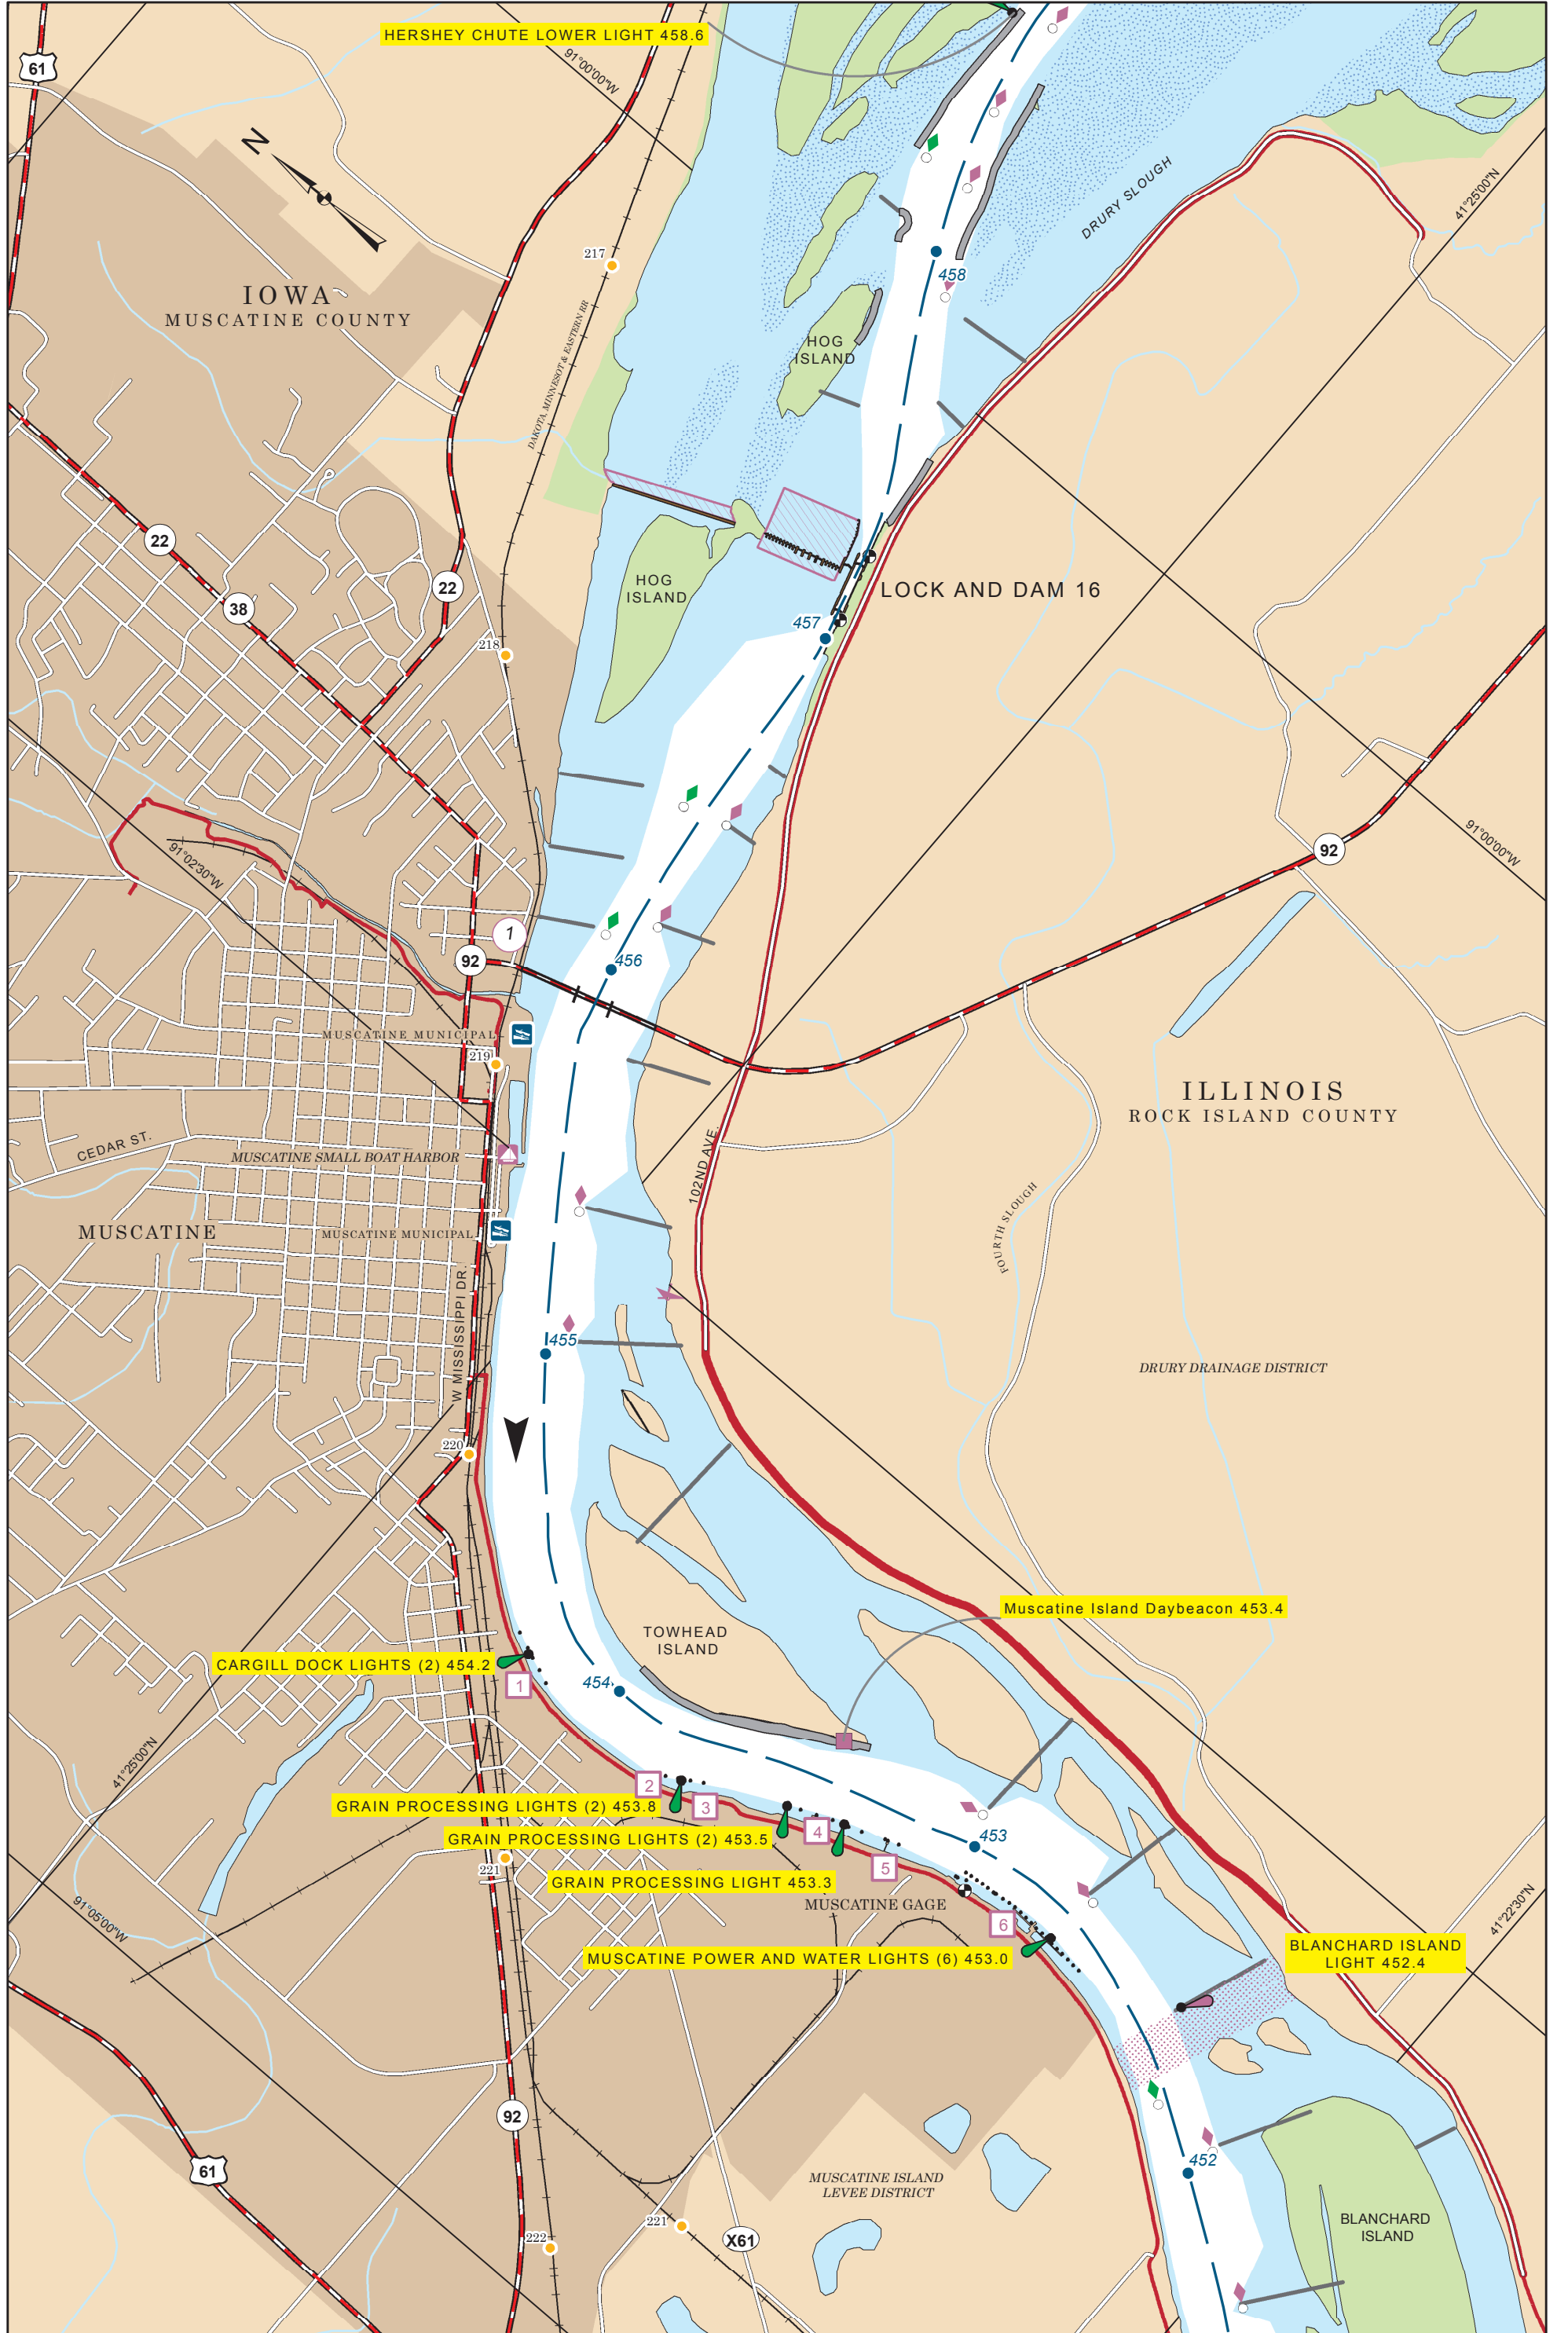 HERSHEY CHUTE LOWER LIGHT 458.6
91°00'00"W
61
N
DRURY SLOUGH
41°25'00"N
217
458
IOWA
MUSCATINE COUNTY
HOG
ISLAND
DAKOTA, MINNESOT & EASTERN RR
22
38
22
HOG
ISLAND
LOCK AND DAM 16
457
218
91°02'30"W
92
91°00'00"W
1
92
456
MUSCATINE MUNICIPAL
219
ILLINOIS
ROCK ISLAND COUNTY
CEDAR ST.
MUSCATINE SMALL BOAT HARBOR
102ND AVE.
FOURTH SLOUGH
MUSCATINE
MUSCATINE MUNICIPAL
W MISSISSIPPI DR.
455
DRURY DRAINAGE DISTRICT
220
Muscatine Island Daybeacon 453.4
TOWHEAD
ISLAND
CARGILL DOCK LIGHTS (2) 454.2
1
454
41°25'00"N
2
3
GRAIN PROCESSING LIGHTS (2) 453.8
4
453
GRAIN PROCESSING LIGHTS (2) 453.5
5
221
GRAIN PROCESSING LIGHT 453.3
MUSCATINE GAGE
91°05'00"W
6
41°22'30"N
MUSCATINE POWER AND WATER LIGHTS (6) 453.0
BLANCHARD ISLAND
LIGHT 452.4
92
61
452
MUSCATINE ISLAND
LEVEE DISTRICT
221
222
X61
BLANCHARD
ISLAND